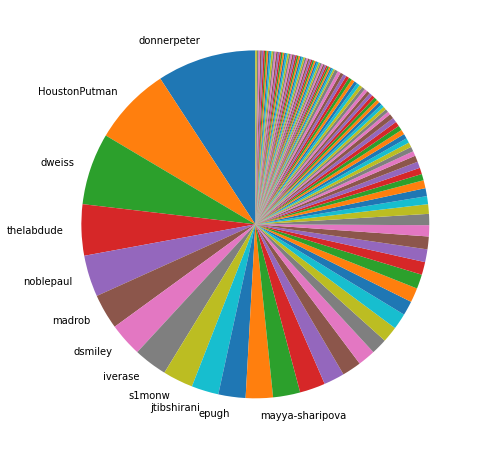 donnerpeter
HoustonPutman
dweiss
thelabdude
noblepaul
madrob
dsmiley
iverase
s1monw
jtibshirani
epugh
mayya-sharipova